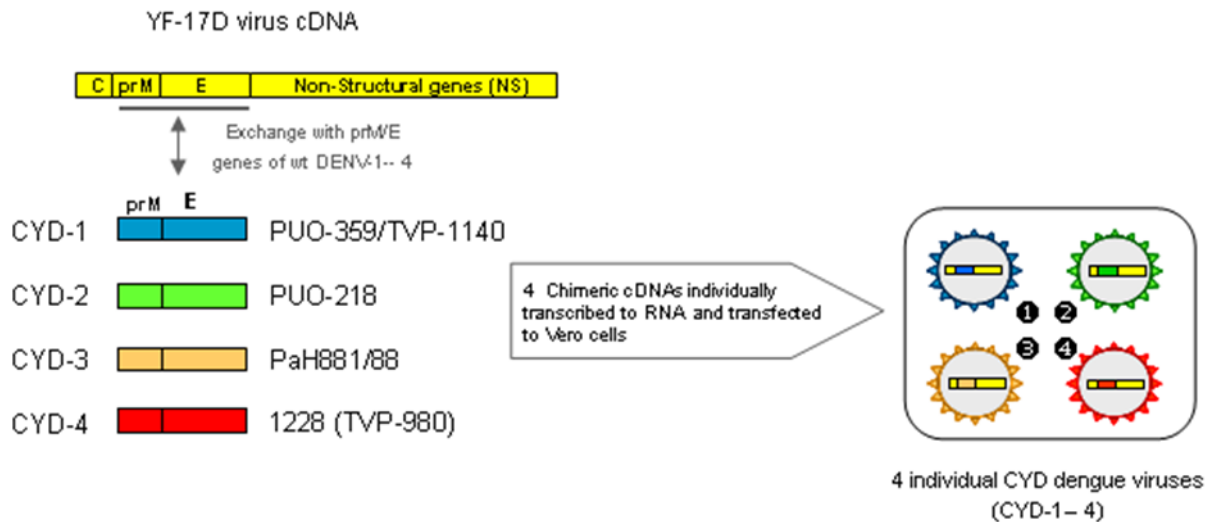 YF-17D virus cDNA
C prM E Non-Structural genes (NS)
Exchange with prM/E
genes of wt DENV-1-- 4
prM E
CYD-1 PUO-359/TVP-1140
CYD-2 PUO-218
CYD-3 PaH881/88
CYD-4 1228 (TVP-980)
4 Chimeric cDNAs individually
transcribed to RNA and transfected
to Vero cells
1 2
3 4
4 individual CYD dengue viruses
(CYD-1– 4)